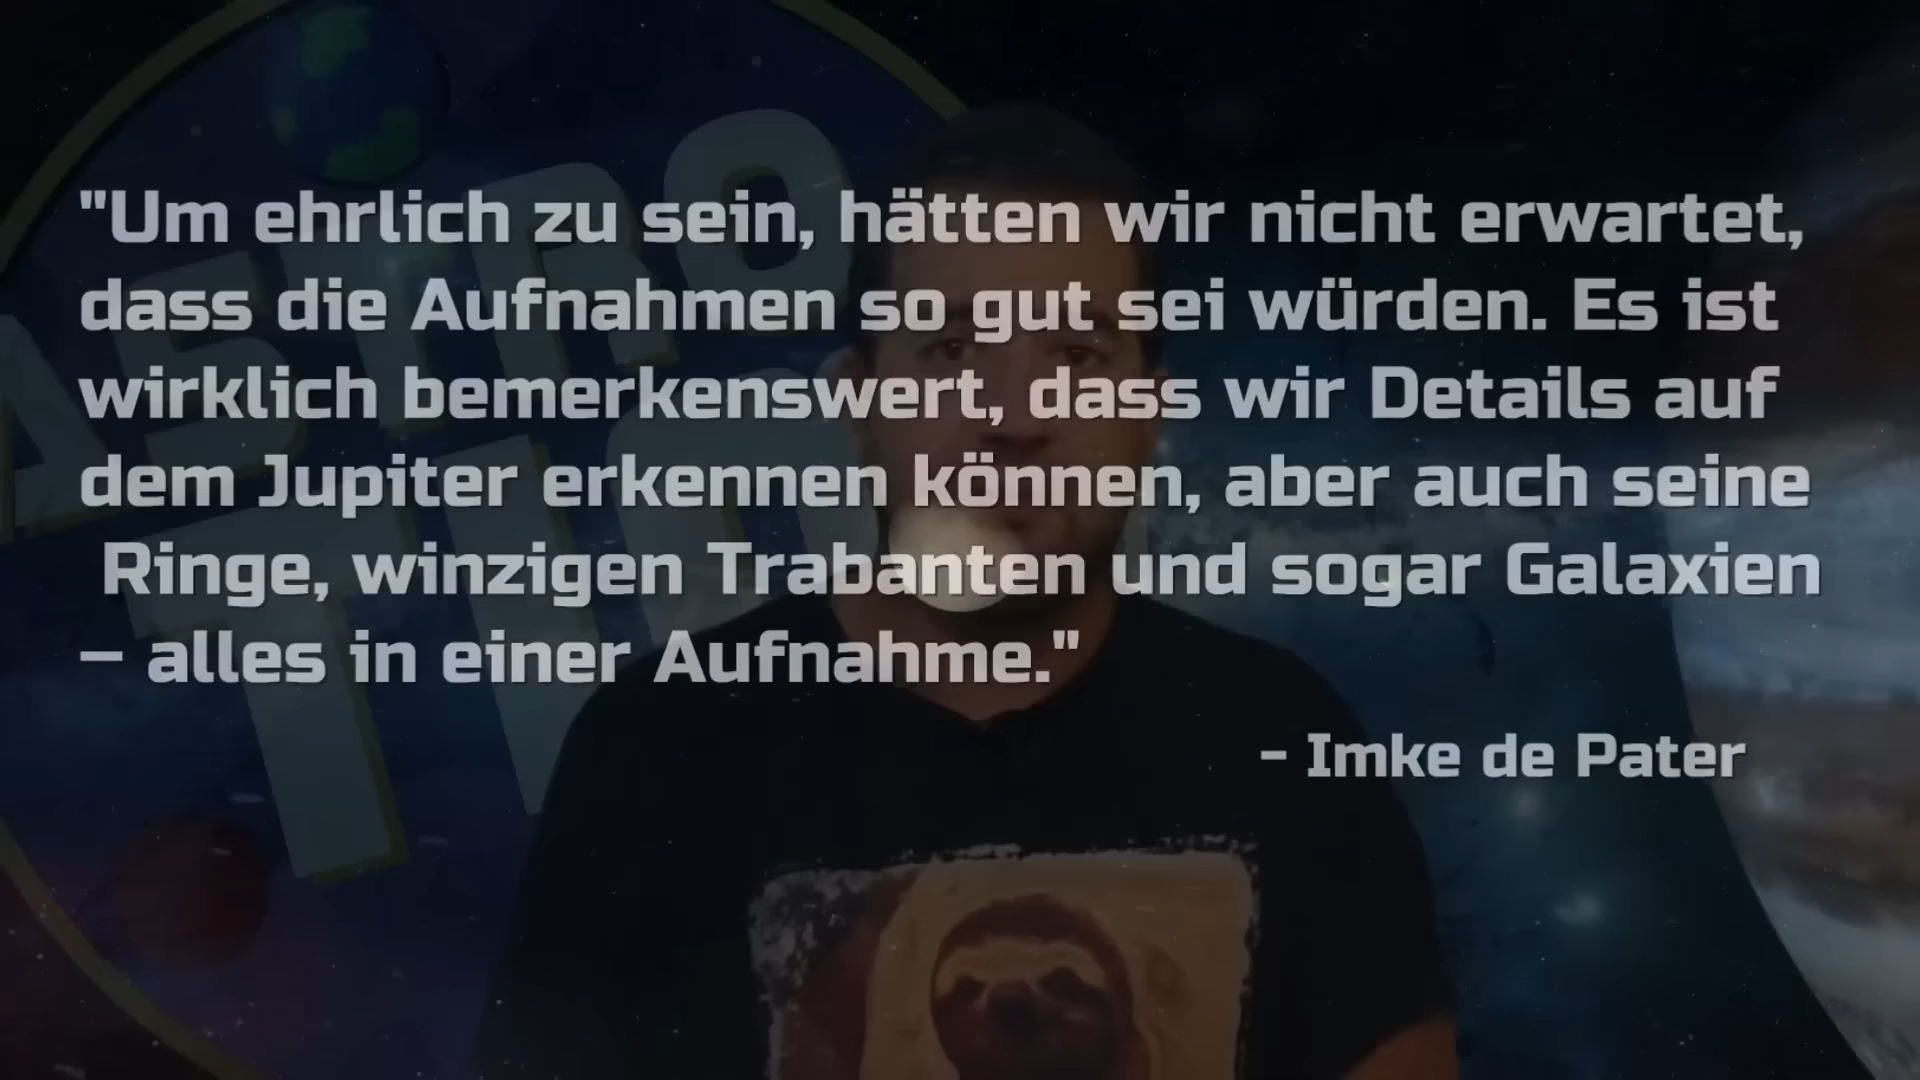 ASTRO
"Um ehrlich zu sein, hätten wir nicht erwartet,
dass die Aufnahmen so gut sei würden. Es ist
wirklich bemerkenswert, dass wir Details auf
dem Jupiter erkennen können, aber auch seine
Ringe, winzigen Trabanten und sogar Galaxien
– alles in einer Aufnahme."
- Imke de Pater